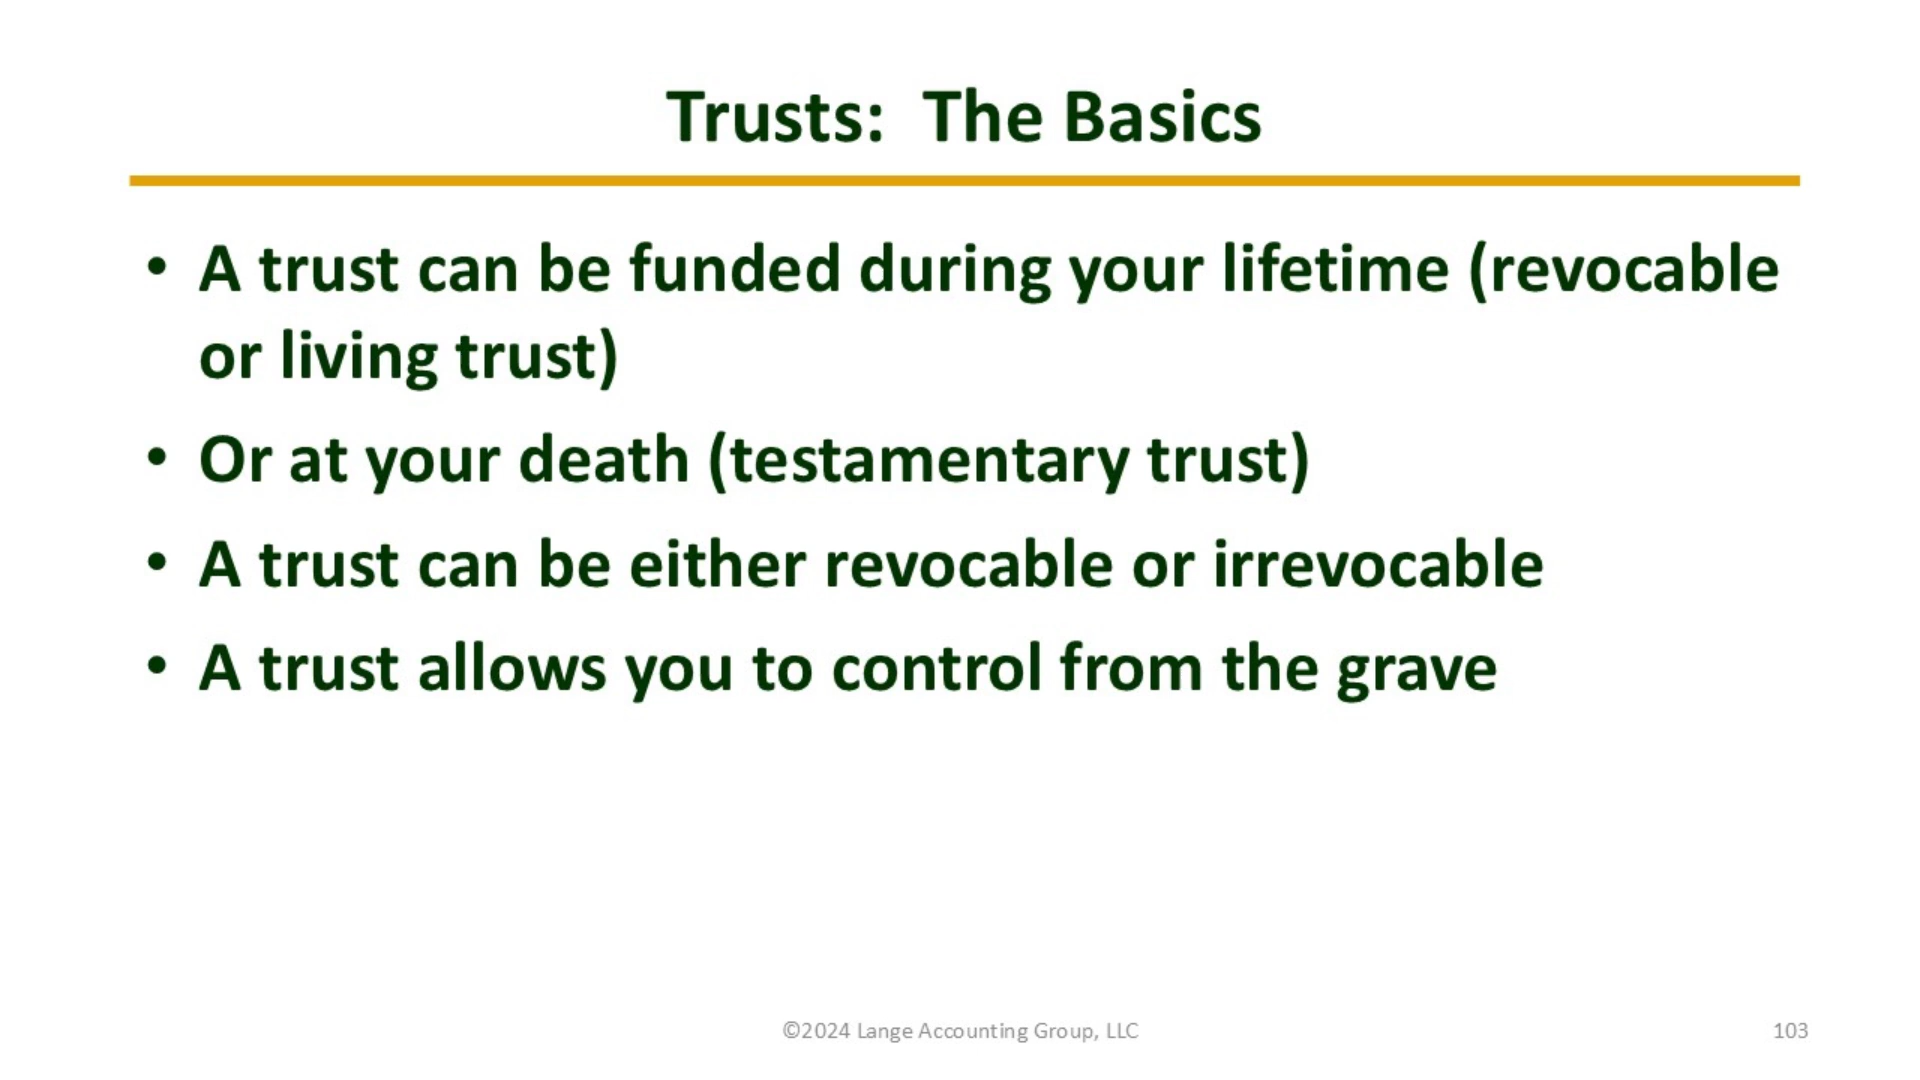 Trusts:  The Basics
• A trust can be funded during your lifetime (revocable
or living trust)
• Or at your death (testamentary trust)
• A trust can be either revocable or irrevocable
• A trust allows you to control from the grave
©2024 Lange Accounting Group, LLC
103